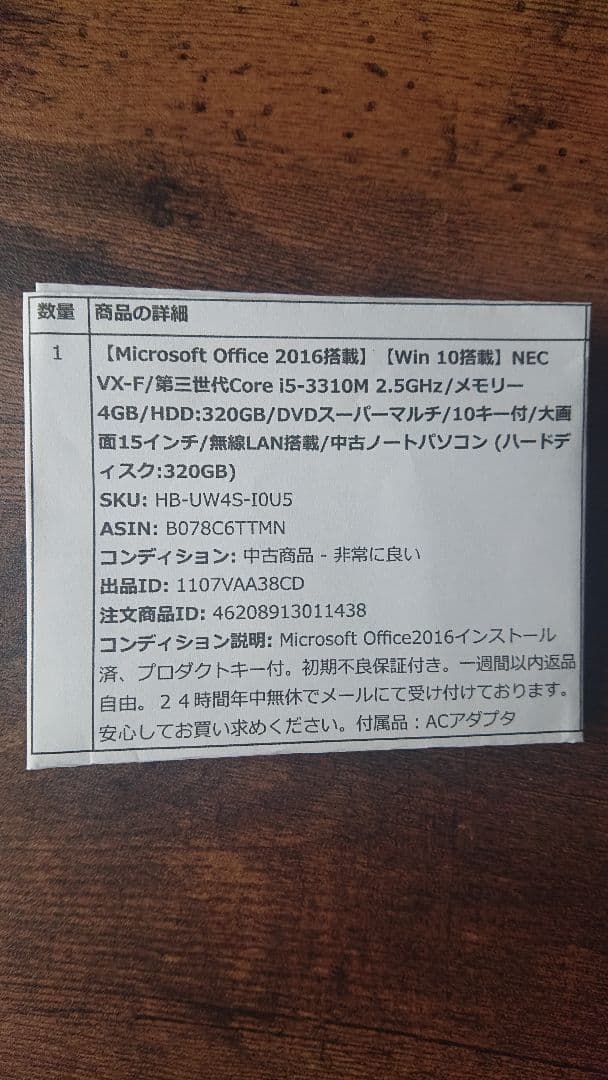 数量 商品の詳細
1 【Microsoft Office 2016搭載】【Win 10搭載】NEC
VX-F/第三世代Core i5-3310M 2.5GHz/メモリー
4GB/HDD:320GB/DVDスーパーマルチ/10キー付/大画
面15インチ/無線LAN搭載/中古ノートパソコン (ハードデ
ィスク:320GB)
SKU: HB-UW4S-I0U5
ASIN: B078C6TTMN
コンディション: 中古商品 - 非常に良い
出品ID: 1107VAA38CD
注文商品ID: 46208913011438
コンディション説明: Microsoft Office2016インストール
済、プロダクトキー付。初期不良保証付き。一週間以内返品
自由。２４時間年中無休でメールにて受け付けております。
安心してお買い求めください。付属品：ACアダプタ